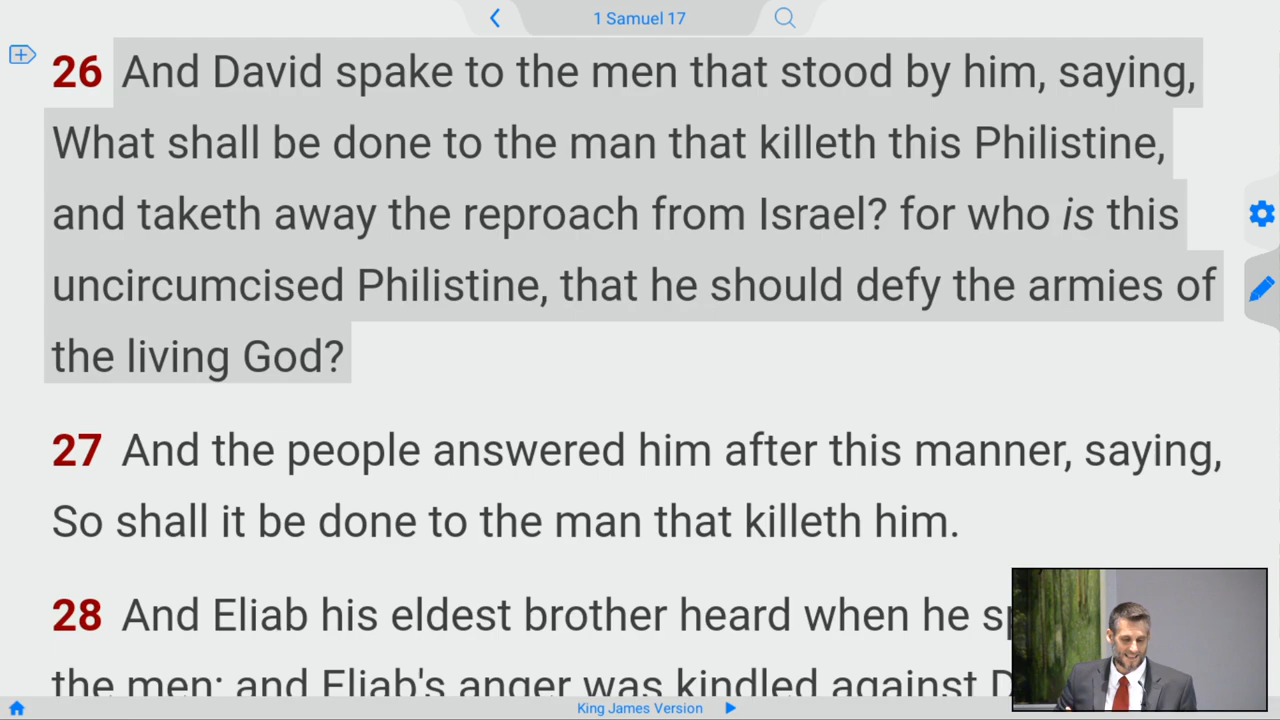 1 Samuel 17
26 And David spake to the men that stood by him, saying,
What shall be done to the man that killeth this Philistine,
and taketh away the reproach from Israel? for who is this
uncircumcised Philistine, that he should defy the armies of
the living God?
27 And the people answered him after this manner, saying,
So shall it be done to the man that killeth him.
28 And Eliab his eldest brother heard when he
the men; and Eliab's anger was kindled against
King James Version